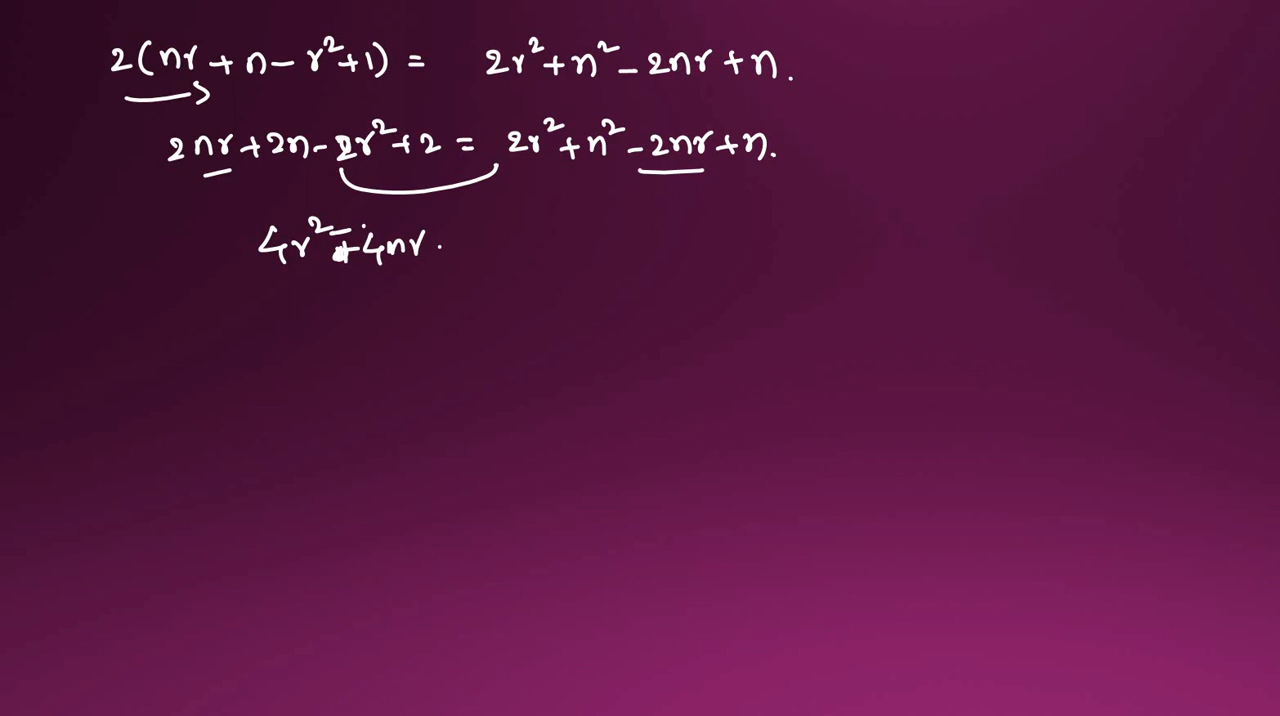 2(nr + n - r² + 1) = 2r² + n² - 2nr + n.
2nr + 2n - 2r² + 2 = 2r² + n² - 2nr + n.
4r² - 4nr.